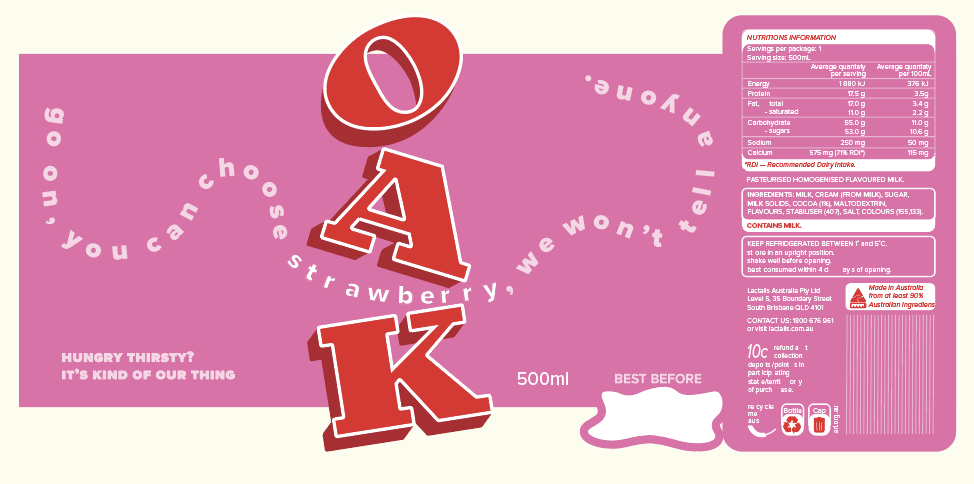 OAK
go on, you can choose strawberry, we won't tell anyone.
HUNGRY THIRSTY?
IT'S KIND OF OUR THING
500ml
BEST BEFORE
NUTRITIONS INFORMATION
Servings per package: 1
Serving size: 500mL
Average quantaty per serving
Average quantaty per 100mL
Energy 1 880 kJ 376 kJ
Protein 17.5 g 3.5g
Fat, total 17.0 g 3.4 g
- saturated 11.0 g 2.2 g
Carbohydrate 55.0 g 11.0 g
- sugars 53.0 g 10.6 g
Sodium 250 mg 50 mg
Calcium 575 mg (71% RDI*) 115 mg
*RDI — Recommended Dairy Intake.
PASTEURISED HOMOGENISED FLAVOURED MILK.
INGREDIENTS: MILK, CREAM (FROM MILK), SUGAR,
MILK SOLIDS, COCOA (1%), MALTODEXTRIN,
FLAVOURS, STABILISER (407), SALT, COLOURS (155,133).
CONTAINS MILK.
KEEP REFRIDGERATED BETWEEN 1° and 5°C.
st ore in an upright position.
shake well before opening.
best consumed within 4 d ay s of opening.
Lactalis Australia Pty Ltd
Level 5, 35 Boundary Street
South Brisbane QLD 4101
CONTACT US: 1800 676 961
or visit lactalis.com.au
Made in Australia
from at least 90%
Australian ingrediens
10c refund a t
collection
depo ts /point s in
part icip ating
stat e/territ or y
of purch ase.
re cy cle
me
aus
Bottle
Cap